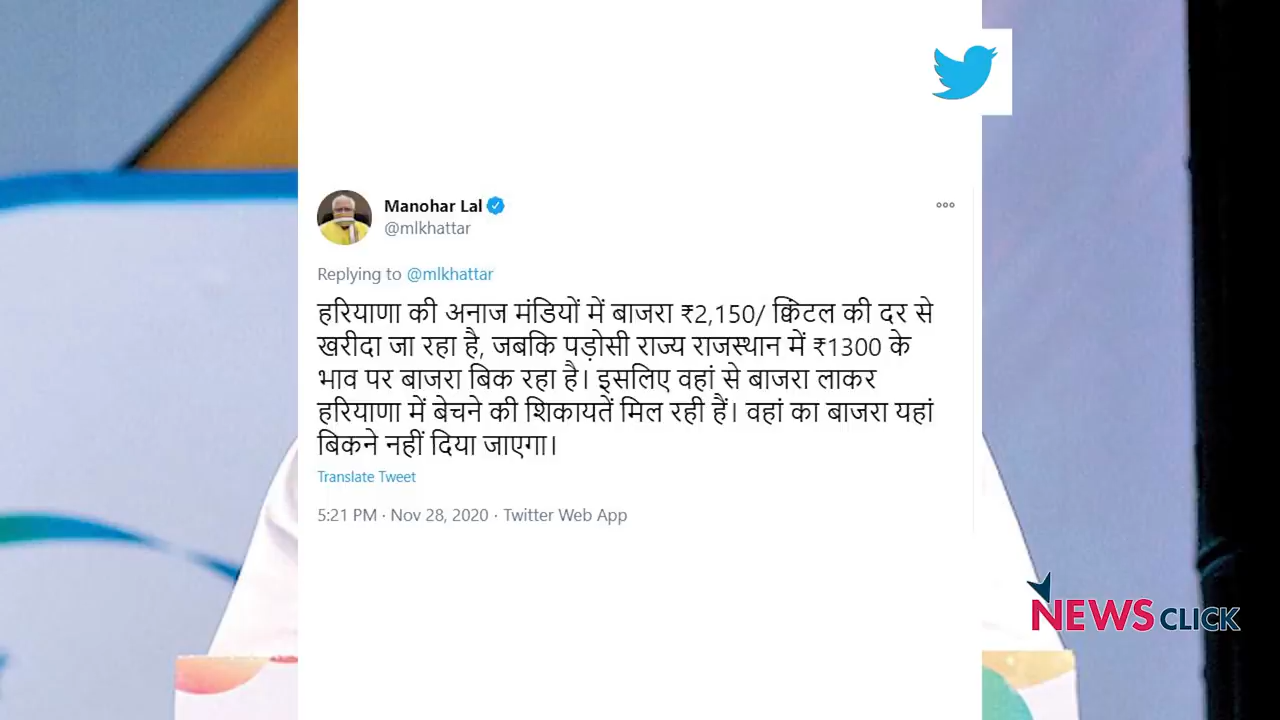 Manohar Lal
@mlkhattar
Replying to @mlkhattar
हरियाणा की अनाज मंडियों में बाजरा ₹2,150/ क्विंटल की दर से
खरीदा जा रहा है, जबकि पड़ोसी राज्य राजस्थान में ₹1300 के
भाव पर बाजरा बिक रहा है। इसलिए वहां से बाजरा लाकर
हरियाणा में बेचने की शिकायतें मिल रही हैं। वहां का बाजरा यहां
बिकने नहीं दिया जाएगा।
Translate Tweet
5:21 PM · Nov 28, 2020 · Twitter Web App
NEWSCLICK